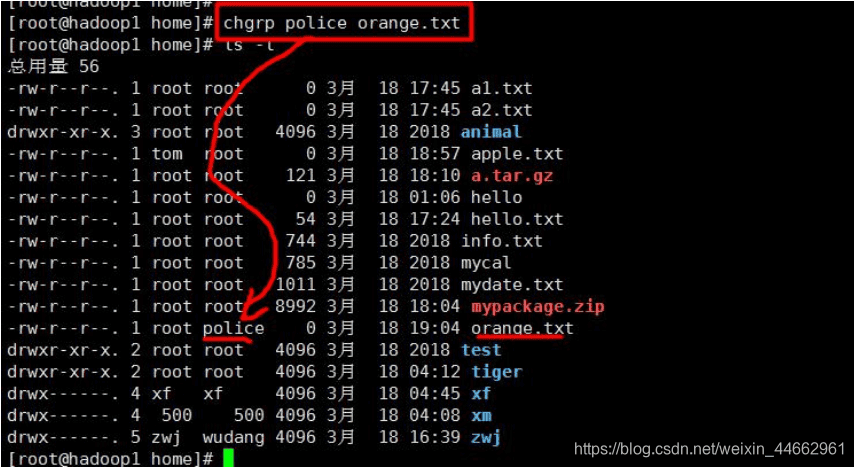 [root@hadoop1 home]# chgrp police orange.txt
[root@hadoop1 home]# ls -l
总用量 56
-rw-r--r--. 1 root root 0 3月 18 17:45 a1.txt
-rw-r--r--. 1 root root 0 3月 18 17:45 a2.txt
drwxr-xr-x. 3 root root 4096 3月 18 2018 animal
-rw-r--r--. 1 tom root 0 3月 18 18:57 apple.txt
-rw-r--r--. 1 root root 121 3月 18 18:10 a.tar.gz
-rw-r--r--. 1 root root 0 3月 18 01:06 hello
-rw-r--r--. 1 root root 54 3月 18 17:24 hello.txt
-rw-r--r--. 1 root root 744 3月 18 2018 info.txt
-rw-r--r--. 1 root root 785 3月 18 2018 mycal
-rw-r--r--. 1 root root 1011 3月 18 2018 mydate.txt
-rw-r--r--. 1 root root 8992 3月 18 18:04 mypackage.zip
-rw-r--r--. 1 root police 0 3月 18 19:04 orange.txt
drwxr-xr-x. 2 root root 4096 3月 18 2018 test
drwxr-xr-x. 2 root root 4096 3月 18 04:12 tiger
drwx------. 4 xf xf 4096 3月 18 04:45 xf
drwx------. 4 500 500 4096 3月 18 04:08 xm
drwx------. 5 zwj wudang 4096 3月 18 16:39 zwj
[root@hadoop1 home]#
https://blog.csdn.net/weixin_44662961